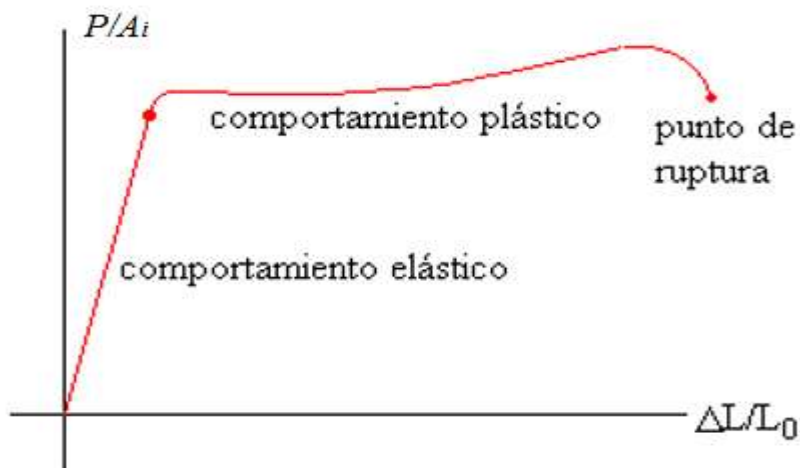 P/Ai
comportamiento plástico
punto de
ruptura
comportamiento elástico
ΔL/L₀